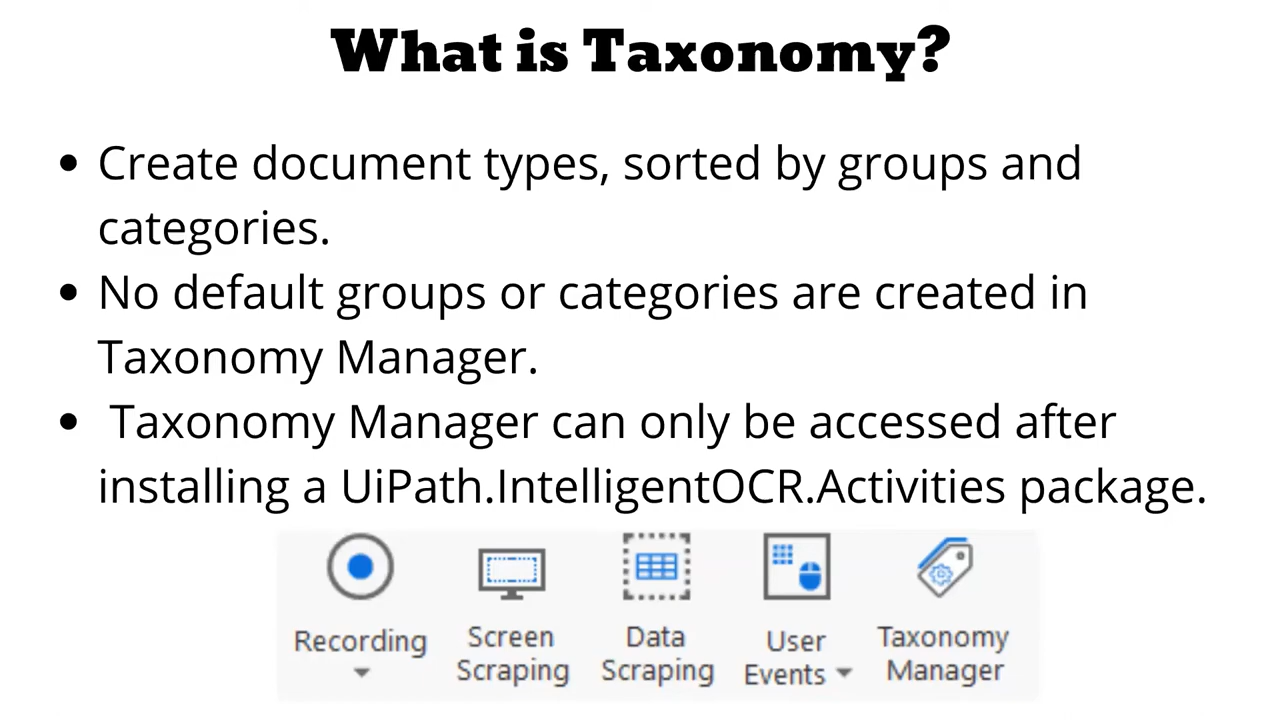 What is Taxonomy?
• Create document types, sorted by groups and
categories.
• No default groups or categories are created in
Taxonomy Manager.
• Taxonomy Manager can only be accessed after
installing a UiPath.IntelligentOCR.Activities package.
Recording
Screen
Scraping
Data
Scraping
User
Events
Taxonomy
Manager